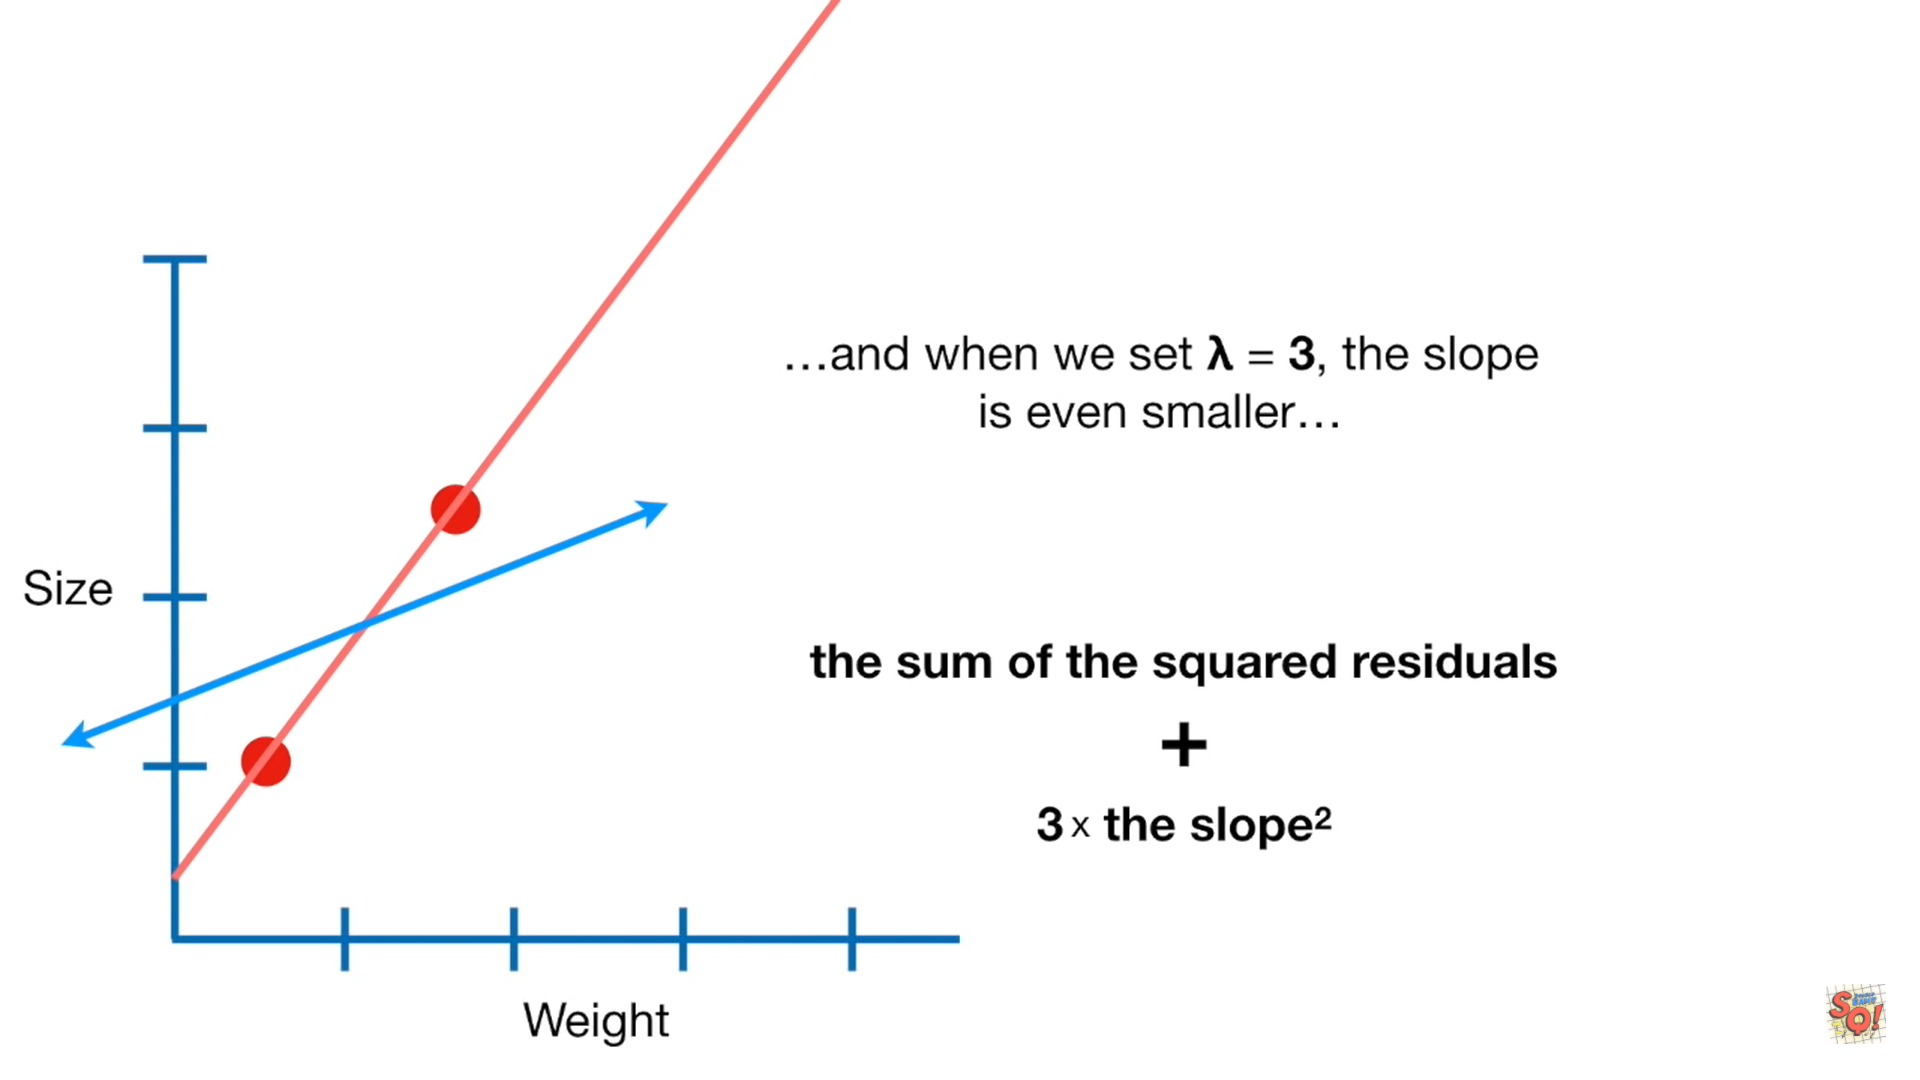 …and when we set λ = 3, the slope
is even smaller…
Size
the sum of the squared residuals
+
3 x the slope²
Weight
SQ!